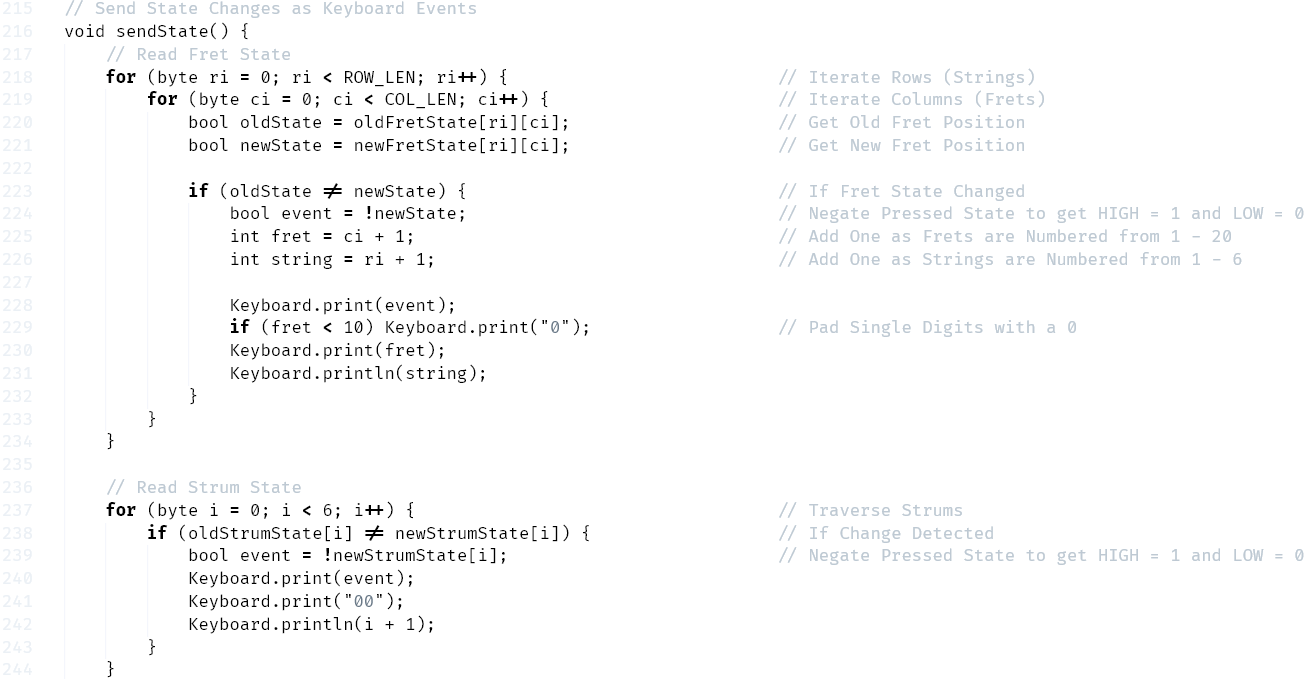 215 // Send State Changes as Keyboard Events
216 void sendState() {
217 // Read Fret State
218 for (byte ri = 0; ri < ROW_LEN; ri++) { // Iterate Rows (Strings)
219 for (byte ci = 0; ci < COL_LEN; ci++) { // Iterate Columns (Frets)
220 bool oldState = oldFretState[ri][ci]; // Get Old Fret Position
221 bool newState = newFretState[ri][ci]; // Get New Fret Position
222
223 if (oldState ≠ newState) { // If Fret State Changed
224 bool event = !newState; // Negate Pressed State to get HIGH = 1 and LOW = 0
225 int fret = ci + 1; // Add One as Frets are Numbered from 1 - 20
226 int string = ri + 1; // Add One as Strings are Numbered from 1 - 6
227
228 Keyboard.print(event);
229 if (fret < 10) Keyboard.print("0"); // Pad Single Digits with a 0
230 Keyboard.print(fret);
231 Keyboard.println(string);
232 }
233 }
234 }
235
236 // Read Strum State
237 for (byte i = 0; i < 6; i++) { // Traverse Strums
238 if (oldStrumState[i] ≠ newStrumState[i]) { // If Change Detected
239 bool event = !newStrumState[i]; // Negate Pressed State to get HIGH = 1 and LOW = 0
240 Keyboard.print(event);
241 Keyboard.print("00");
242 Keyboard.println(i + 1);
243 }
244 }